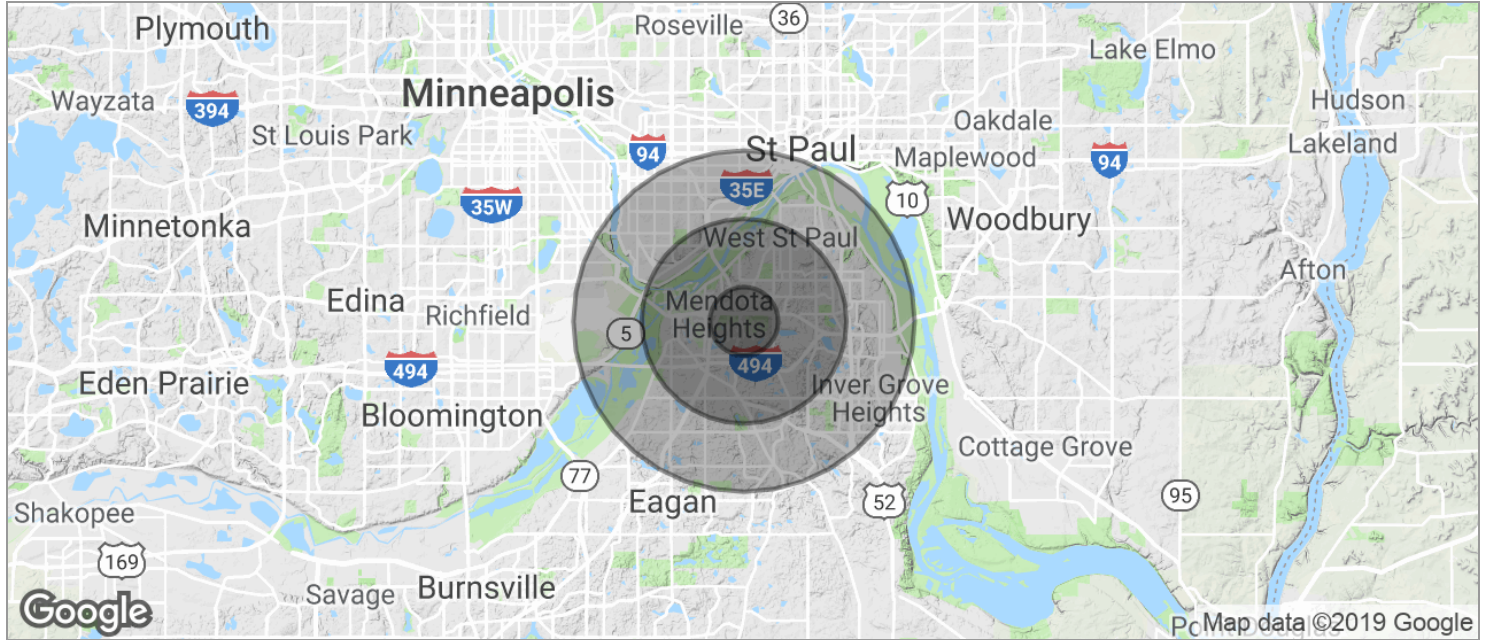 Plymouth
Roseville
36
Lake Elmo
Minneapolis
Wayzata
394
Hudson
St Louis Park
Oakdale
94
St Paul
Maplewood
94
Lakeland
35E
35W
10
Minnetonka
West St Paul
Woodbury
Afton
Edina
Richfield
Mendota
Heights
5
494
494
Eden Prairie
Inver Grove
Heights
Bloomington
Cottage Grove
77
Eagan
52
95
Shakopee
169
Savage
Burnsville
Google
Map data ©2019 Google